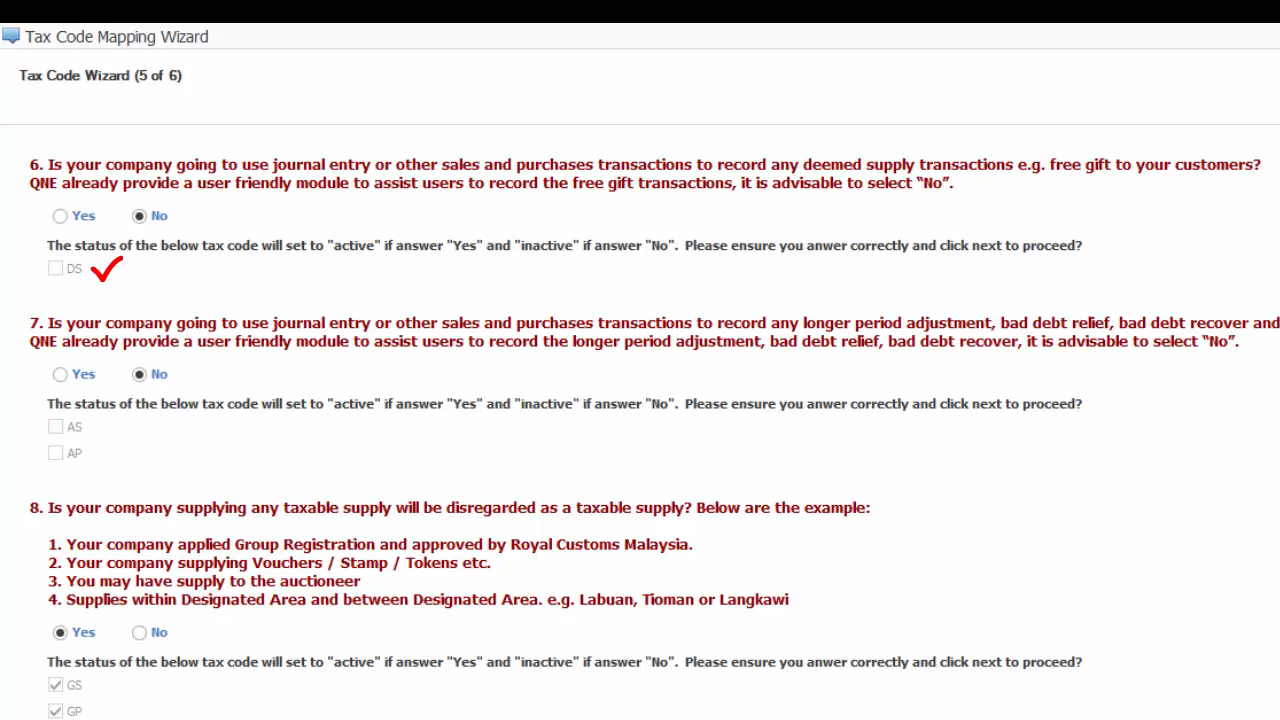 Tax Code Mapping Wizard
Tax Code Wizard (5 of 6)
6. Is your company going to use journal entry or other sales and purchases transactions to record any deemed supply transactions e.g. free gift to your customers?
QNE already provide a user friendly module to assist users to record the free gift transactions, it is advisable to select “No”.
Yes No
The status of the below tax code will set to "active" if answer "Yes" and "inactive" if answer "No". Please ensure you anwer correctly and click next to proceed?
DS
7. Is your company going to use journal entry or other sales and purchases transactions to record any longer period adjustment, bad debt relief, bad debt recover and
QNE already provide a user friendly module to assist users to record the longer period adjustment, bad debt relief, bad debt recover, it is advisable to select “No”.
Yes No
The status of the below tax code will set to "active" if answer "Yes" and "inactive" if answer "No". Please ensure you anwer correctly and click next to proceed?
AS
AP
8. Is your company supplying any taxable supply will be disregarded as a taxable supply? Below are the example:
1. Your company applied Group Registration and approved by Royal Customs Malaysia.
2. Your company supplying Vouchers / Stamp / Tokens etc.
3. You may have supply to the auctioneer
4. Supplies within Designated Area and between Designated Area. e.g. Labuan, Tioman or Langkawi
Yes No
The status of the below tax code will set to "active" if answer "Yes" and "inactive" if answer "No". Please ensure you anwer correctly and click next to proceed?
GS
GP